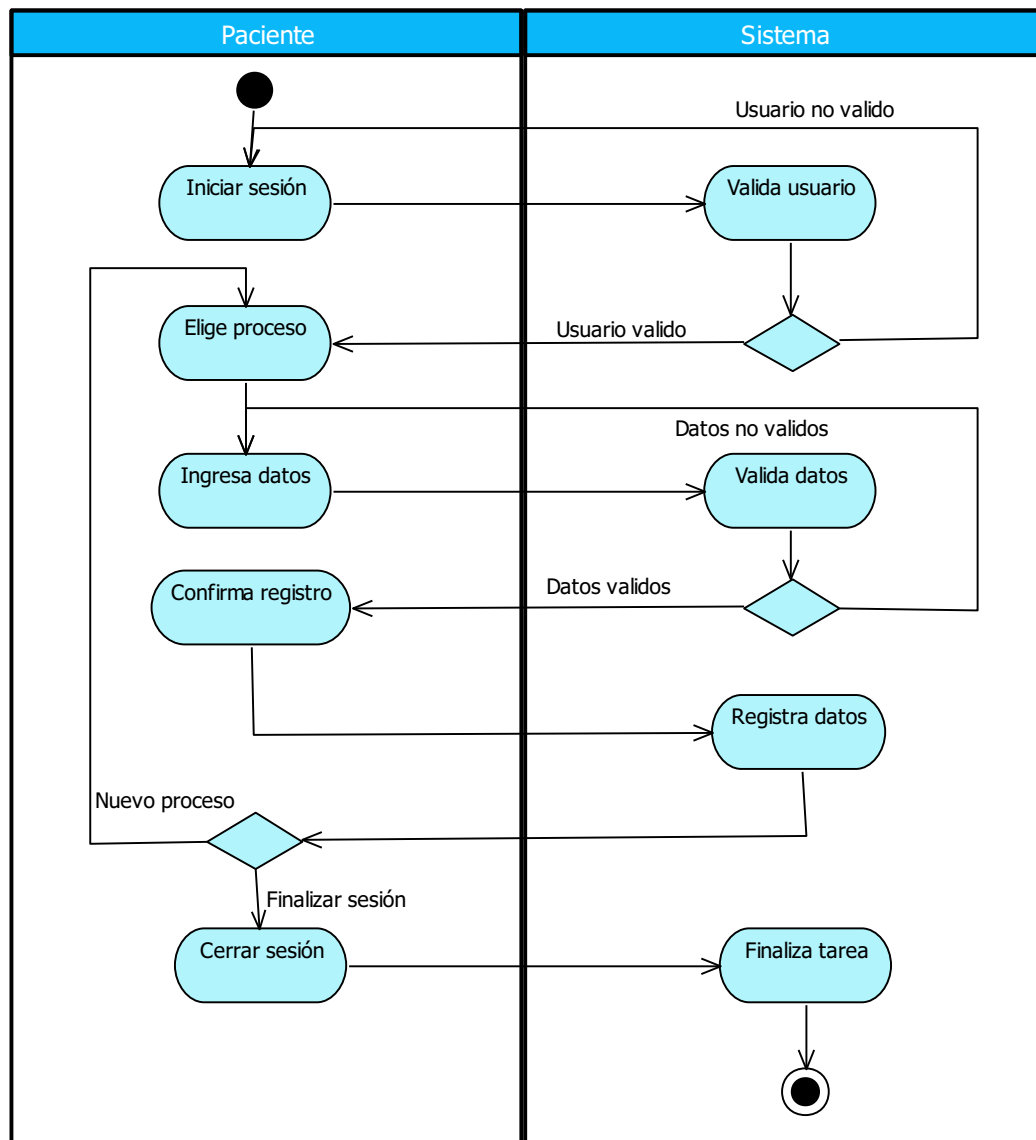 Paciente
Sistema
Usuario no valido
Iniciar sesión
Valida usuario
Elige proceso
Usuario valido
Datos no validos
Ingresa datos
Valida datos
Confirma registro
Datos validos
Registra datos
Nuevo proceso
Finalizar sesión
Cerrar sesión
Finaliza tarea